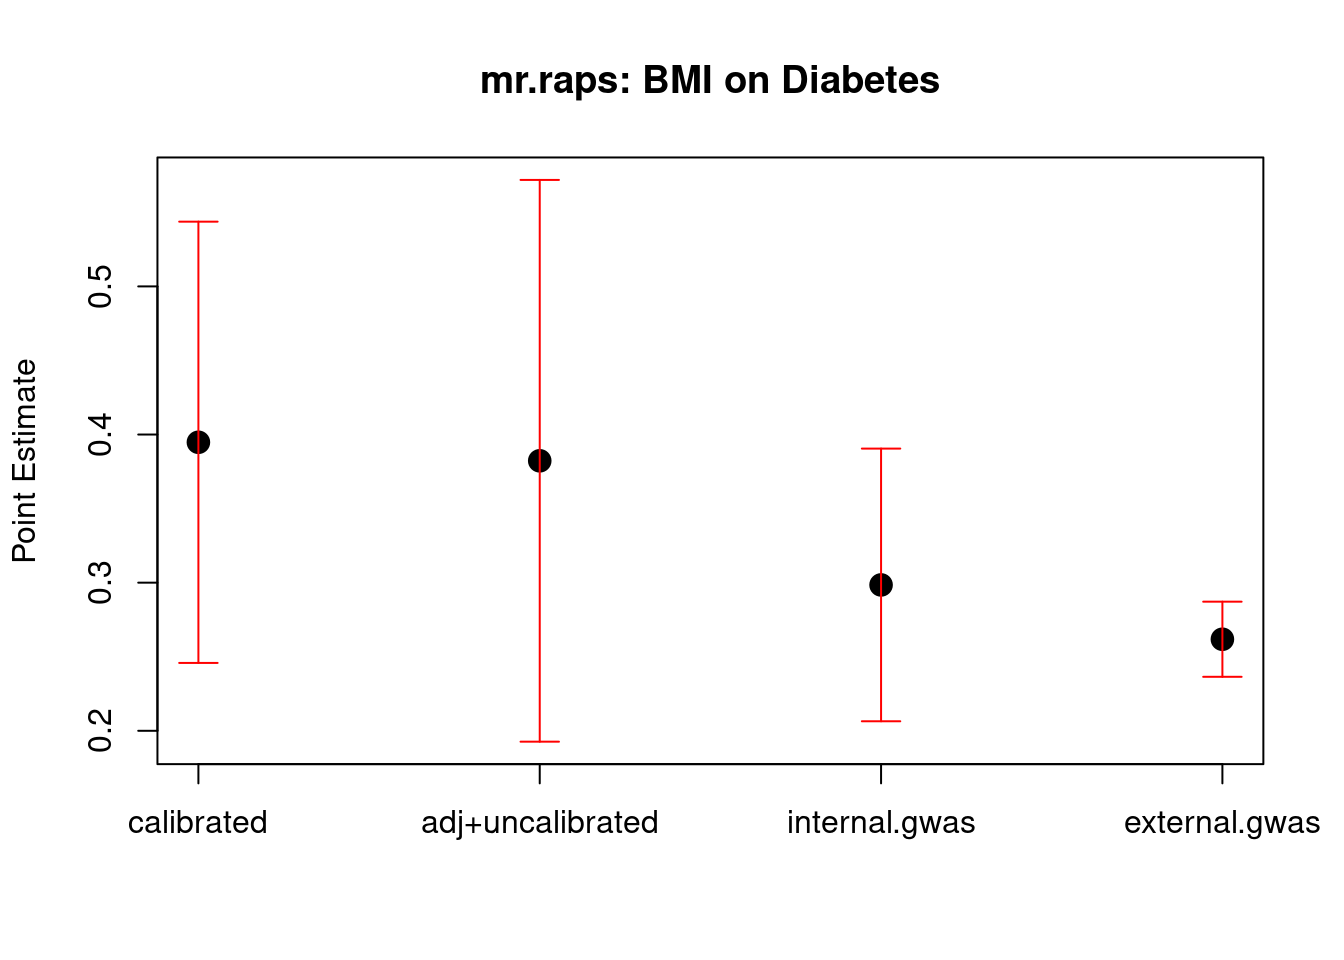 mr.raps: BMI on Diabetes
Point Estimate
0.5
0.4
0.3
0.2
calibrated
adj+uncalibrated
internal.gwas
external.gwas